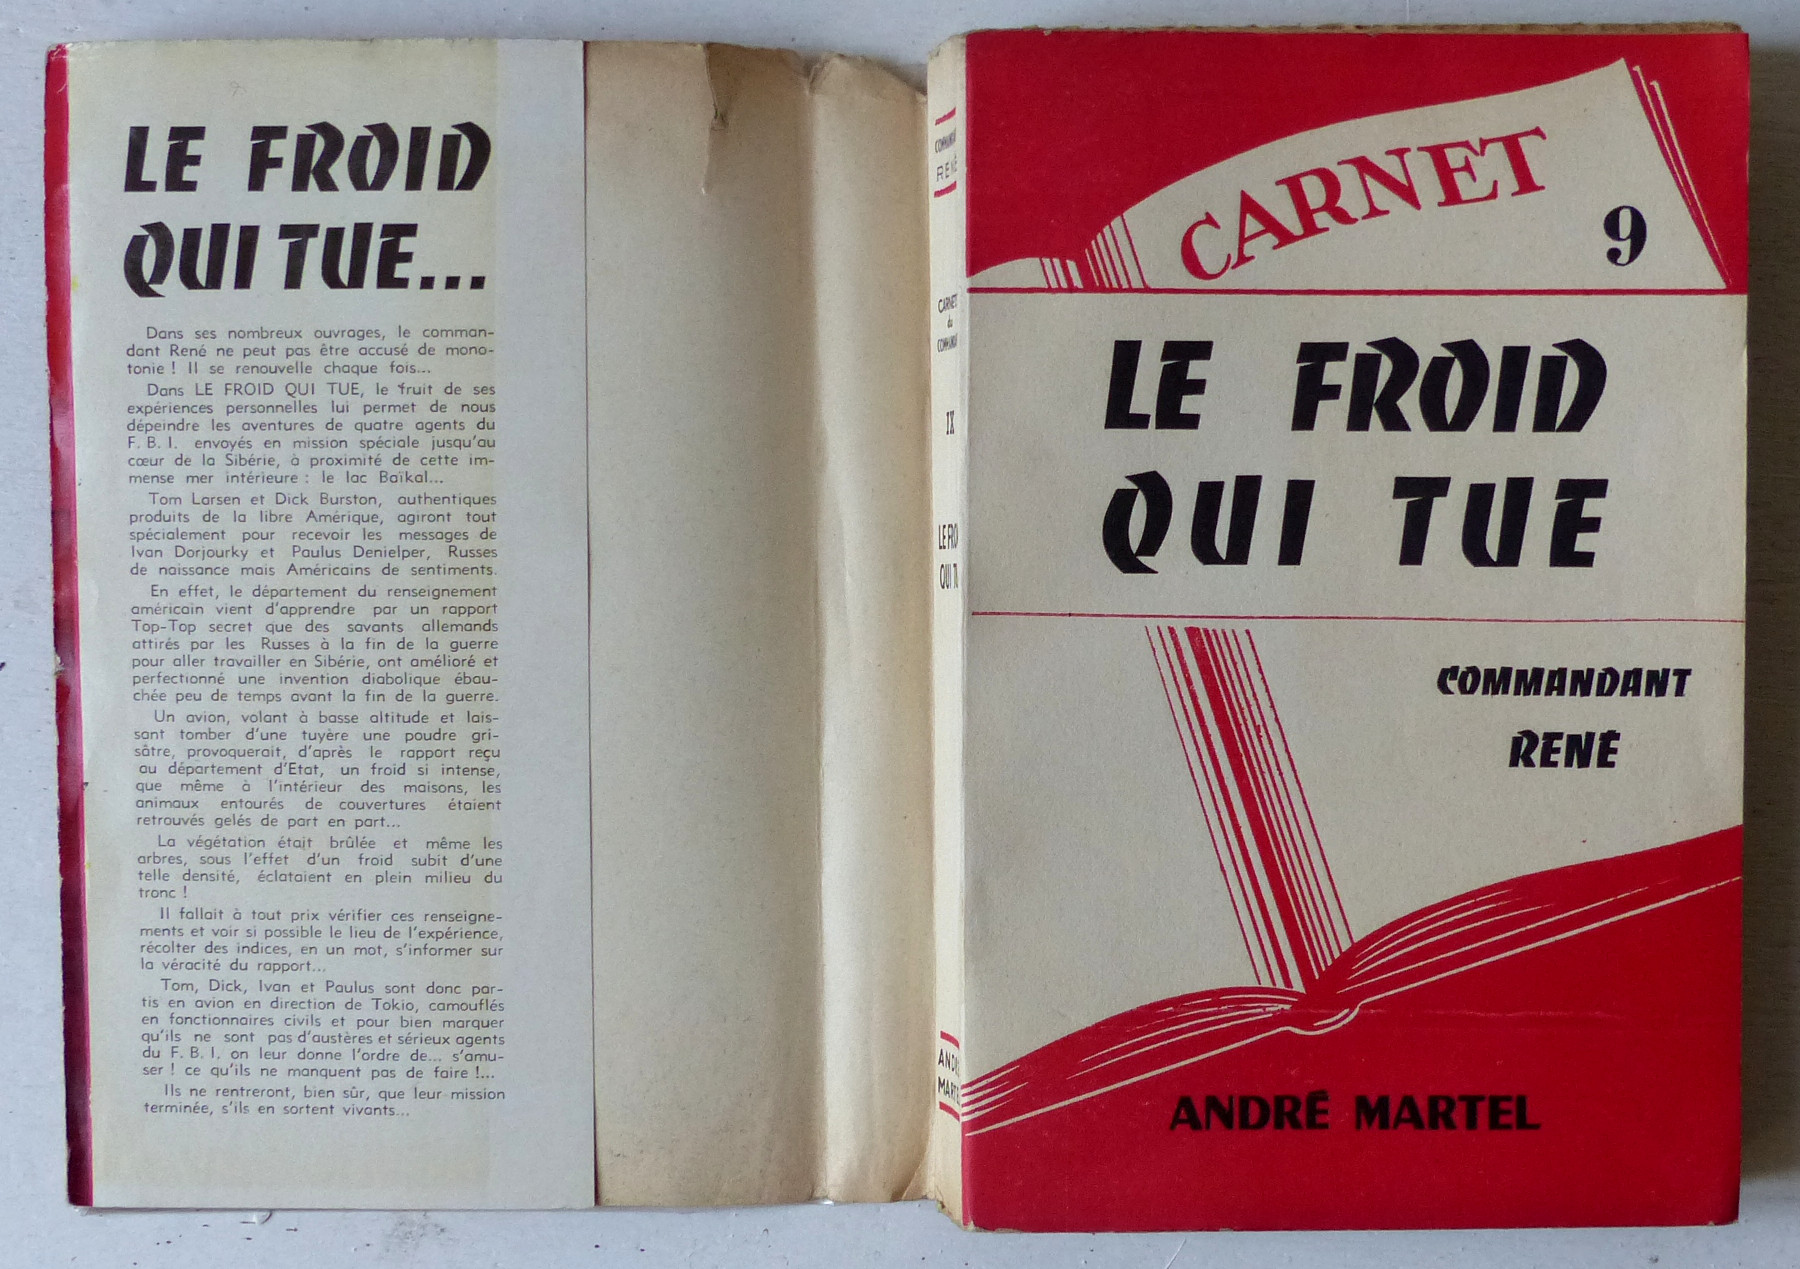 LE FROID
QUI TUE...
Dans ses nombreux ouvrages, le comman-
dant René ne peut pas être accusé de mono-
tonie ! Il se renouvelle chaque fois...
Dans LE FROID QUI TUE, le fruit de ses
expériences personnelles lui permet de nous
dépeindre les aventures de quatre agents du
F. B. I. envoyés en mission spéciale jusqu'au
cœur de la Sibérie, à proximité de cette im-
mense mer intérieure : le lac Baïkal...
Tom Larsen et Dick Burston, authentiques
produits de la libre Amérique, agiront tout
spécialement pour recevoir les messages de
Ivan Dorjourky et Paulus Denielper, Russes
de naissance mais Américains de sentiments.
En effet, le département du renseignement
américain vient d'apprendre par un rapport
Top-Top secret que des savants allemands
attirés par les Russes à la fin de la guerre
pour aller travailler en Sibérie, ont amélioré et
perfectionné une invention diabolique ébau-
chée peu de temps avant la fin de la guerre.
Un avion, volant à basse altitude et lais-
sant tomber d'une tuyère une poudre gri-
sâtre, provoquerait, d'après le rapport reçu
au département d'Etat, un froid si intense,
que même à l'intérieur des maisons, les
animaux entourés de couvertures étaient
retrouvés gelés de part en part...
La végétation était brûlée et même les
arbres, sous l'effet d'un froid subit d'une
telle densité, éclataient en plein milieu du
tronc !
Il fallait à tout prix vérifier ces renseigne-
ments et voir si possible le lieu de l'expérience,
récolter des indices, en un mot, s'informer sur
la véracité du rapport...
Tom, Dick, Ivan et Paulus sont donc par-
tis en avion en direction de Tokio, camouflés
en fonctionnaires civils et pour bien marquer
qu'ils ne sont pas d'austères et sérieux agents
du F. B. I. on leur donne l'ordre de... s'amu-
ser ! ce qu'ils ne manquent pas de faire !...
Ils ne rentreront, bien sûr, que leur mission
terminée, s'ils en sortent vivants...
RENÉ
CARNET
du
IX
LE FROI
QUI TU
ANDR
MARTEL
CARNET
9
LE FROID
QUI TUE
COMMANDANT
RENÉ
ANDRÉ MARTEL